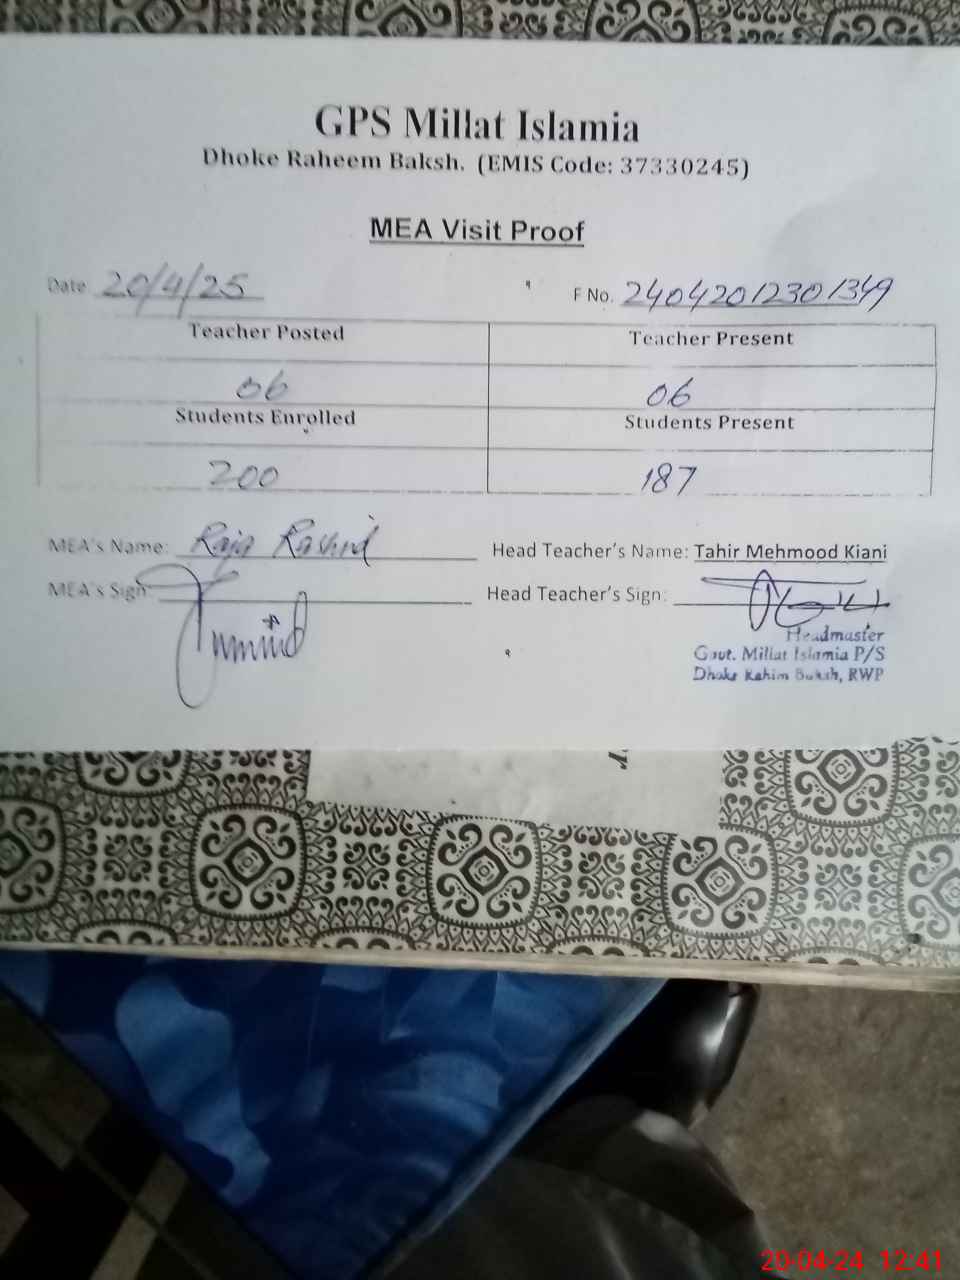 GPS Millat Islamia
Dhoke Raheem Baksh. (EMIS Code: 37330245)
MEA Visit Proof
Date 20/4/25 F No. 24042012301349
Teacher Posted Teacher Present
06 06
Students Enrolled Students Present
200 187
MEA's Name: Raja Rashid Head Teacher's Name: Tahir Mehmood Kiani
MEA's Sign: Head Teacher's Sign:
Headmaster
Govt. Millat Islamia P/S
Dhoke Rahim Buksh, RWP
20-04-24 12:41